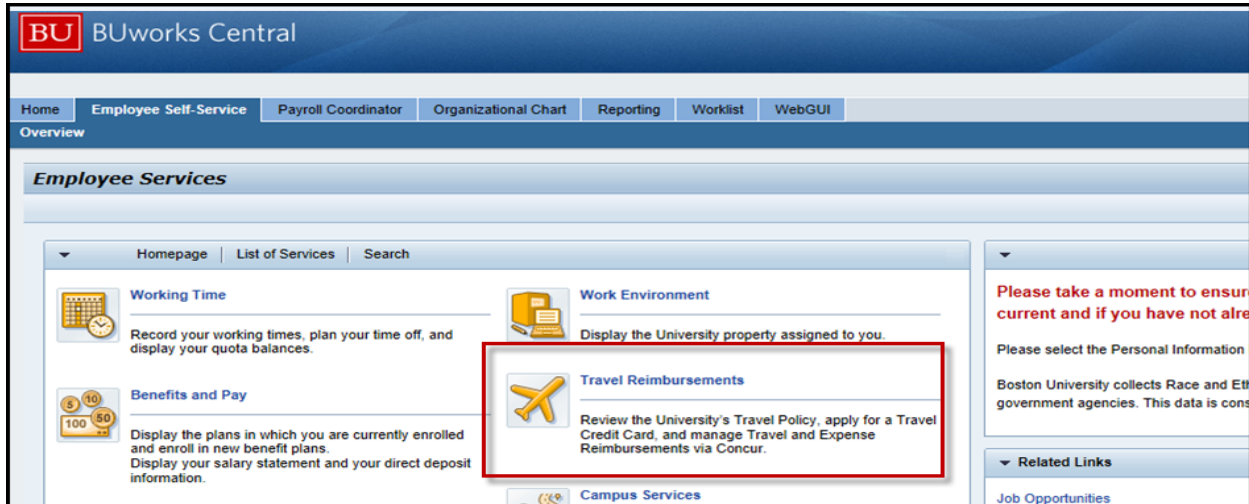 BU BUworks Central
Home Employee Self-Service Payroll Coordinator Organizational Chart Reporting Worklist WebGUI
Overview
Employee Services
Homepage List of Services Search
Working Time
Record your working times, plan your time off, and
display your quota balances.
Benefits and Pay
5 10 100 50
Display the plans in which you are currently enrolled
and enroll in new benefit plans.
Display your salary statement and your direct deposit
information.
Work Environment
Display the University property assigned to you.
Travel Reimbursements
Review the University's Travel Policy, apply for a Travel
Credit Card, and manage Travel and Expense
Reimbursements via Concur.
Campus Services
Please take a moment to ensure
current and if you have not
Please select the Personal Information
Boston University collects Race and
government agencies. This data is
Related Links
Job Opportunities